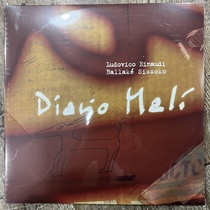 Ludovico Einaudi
Ballaké Sissoko
Diario Mali